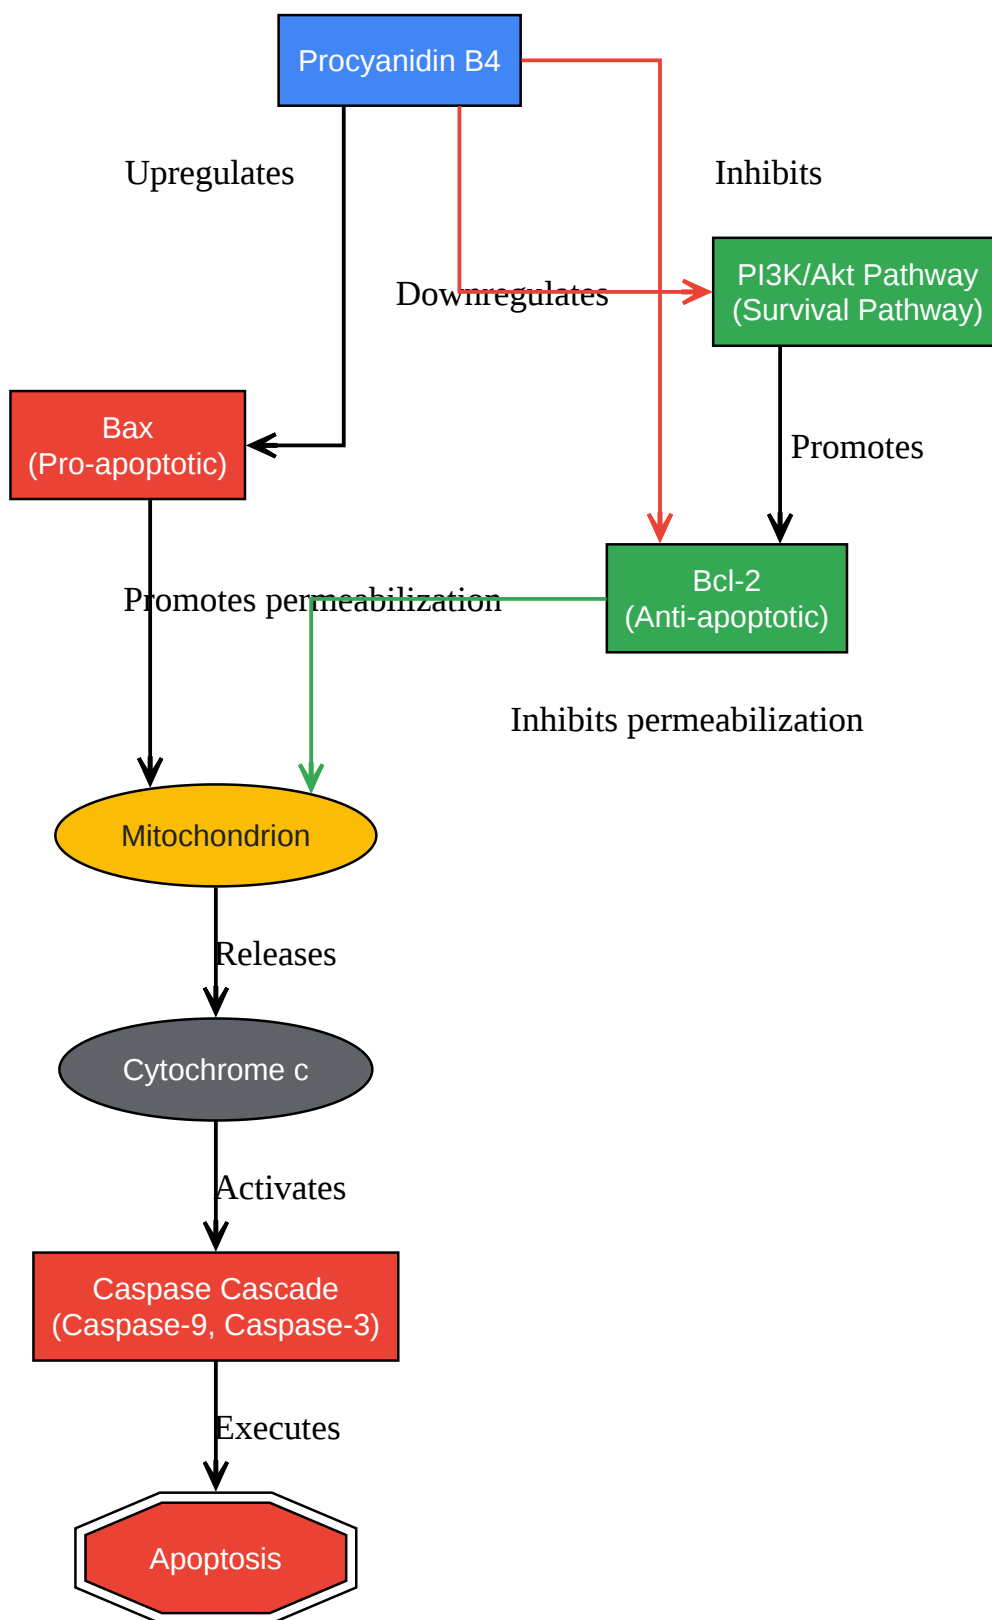 Procyanidin B4
Upregulates
Inhibits
PI3K/Akt Pathway
(Survival Pathway)
Downregulates
Bax
(Pro-apoptotic)
Promotes
Bcl-2
(Anti-apoptotic)
Promotes permeabilization
Inhibits permeabilization
Mitochondrion
Releases
Cytochrome c
Activates
Caspase Cascade
(Caspase-9, Caspase-3)
Executes
Apoptosis